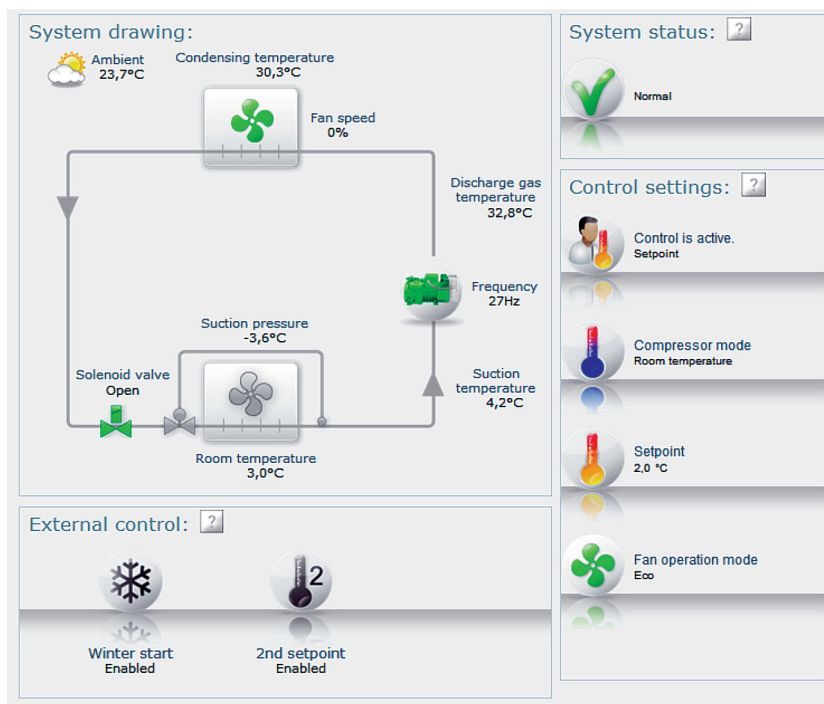 System drawing:
Ambient
23,7°C
Condensing temperature
30,3°C
Fan speed
0%
Discharge gas
temperature
32,8°C
Frequency
27Hz
Suction pressure
-3,6°C
Solenoid valve
Open
Suction
temperature
4,2°C
Room temperature
3,0°C
External control: ?
2
Winter start
Enabled
2nd setpoint
Enabled
System status: ?
Normal
Control settings: ?
Control is active.
Setpoint
Compressor mode
Room temperature
Setpoint
2,0 °C
Fan operation mode
Eco